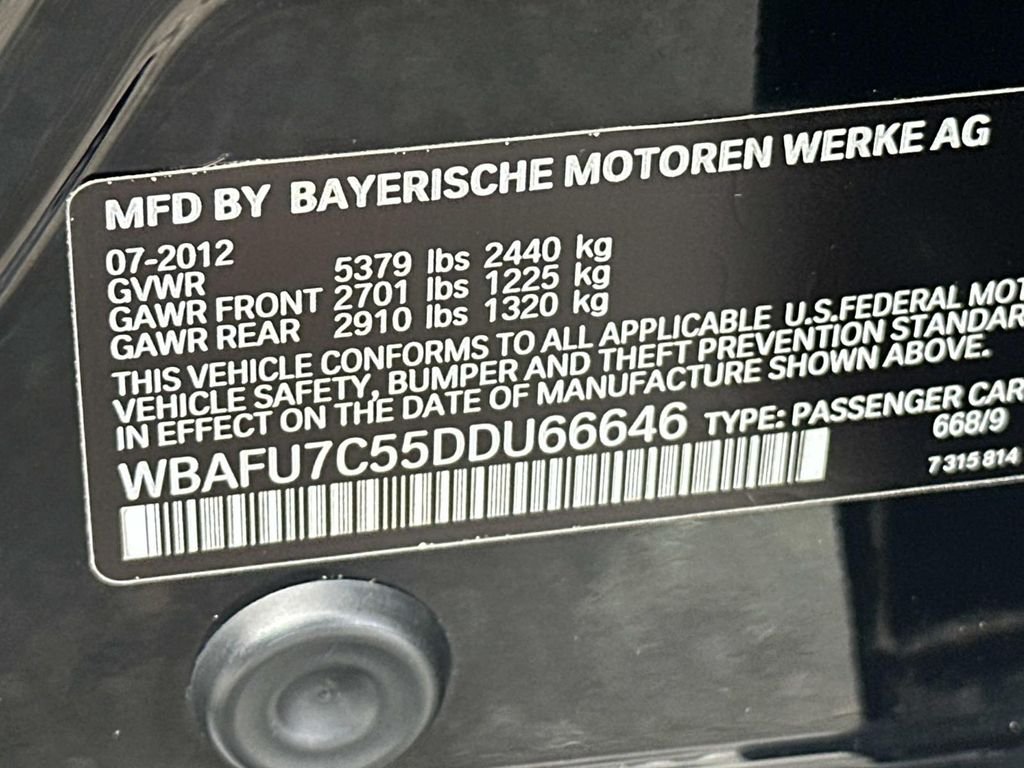 MFD BY BAYERISCHE MOTOREN WERKE AG
07-2012
GVWR 5379 lbs 2440 kg
GAWR FRONT 2701 lbs 1225 kg
GAWR REAR 2910 lbs 1320 kg
THIS VEHICLE CONFORMS TO ALL APPLICABLE U.S.FEDERAL MOT
VEHICLE SAFETY, BUMPER AND THEFT PREVENTION STANDAR
IN EFFECT ON THE DATE OF MANUFACTURE SHOWN ABOVE.
WBAFU7C55DDU66646 TYPE: PASSENGER CAR
668/9
7 315 814